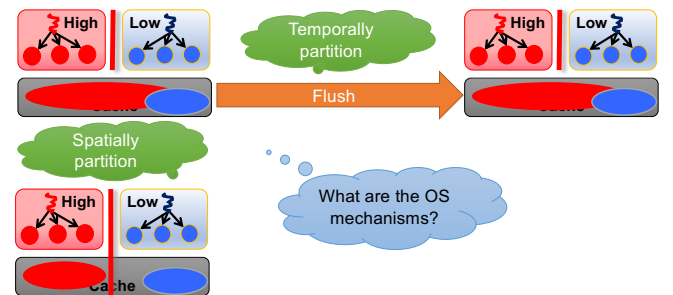 High Low
Temporally
partition
High Low
Flush
Cache
Cache
Spatially
partition
High Low
What are the OS
mechanisms?
Cache